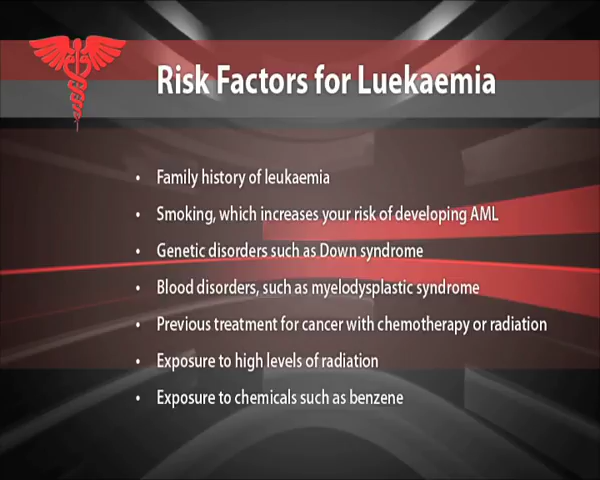 Risk Factors for Luekaemia
• Family history of leukaemia
• Smoking, which increases your risk of developing AML
• Genetic disorders such as Down syndrome
• Blood disorders, such as myelodysplastic syndrome
• Previous treatment for cancer with chemotherapy or radiation
• Exposure to high levels of radiation
• Exposure to chemicals such as benzene